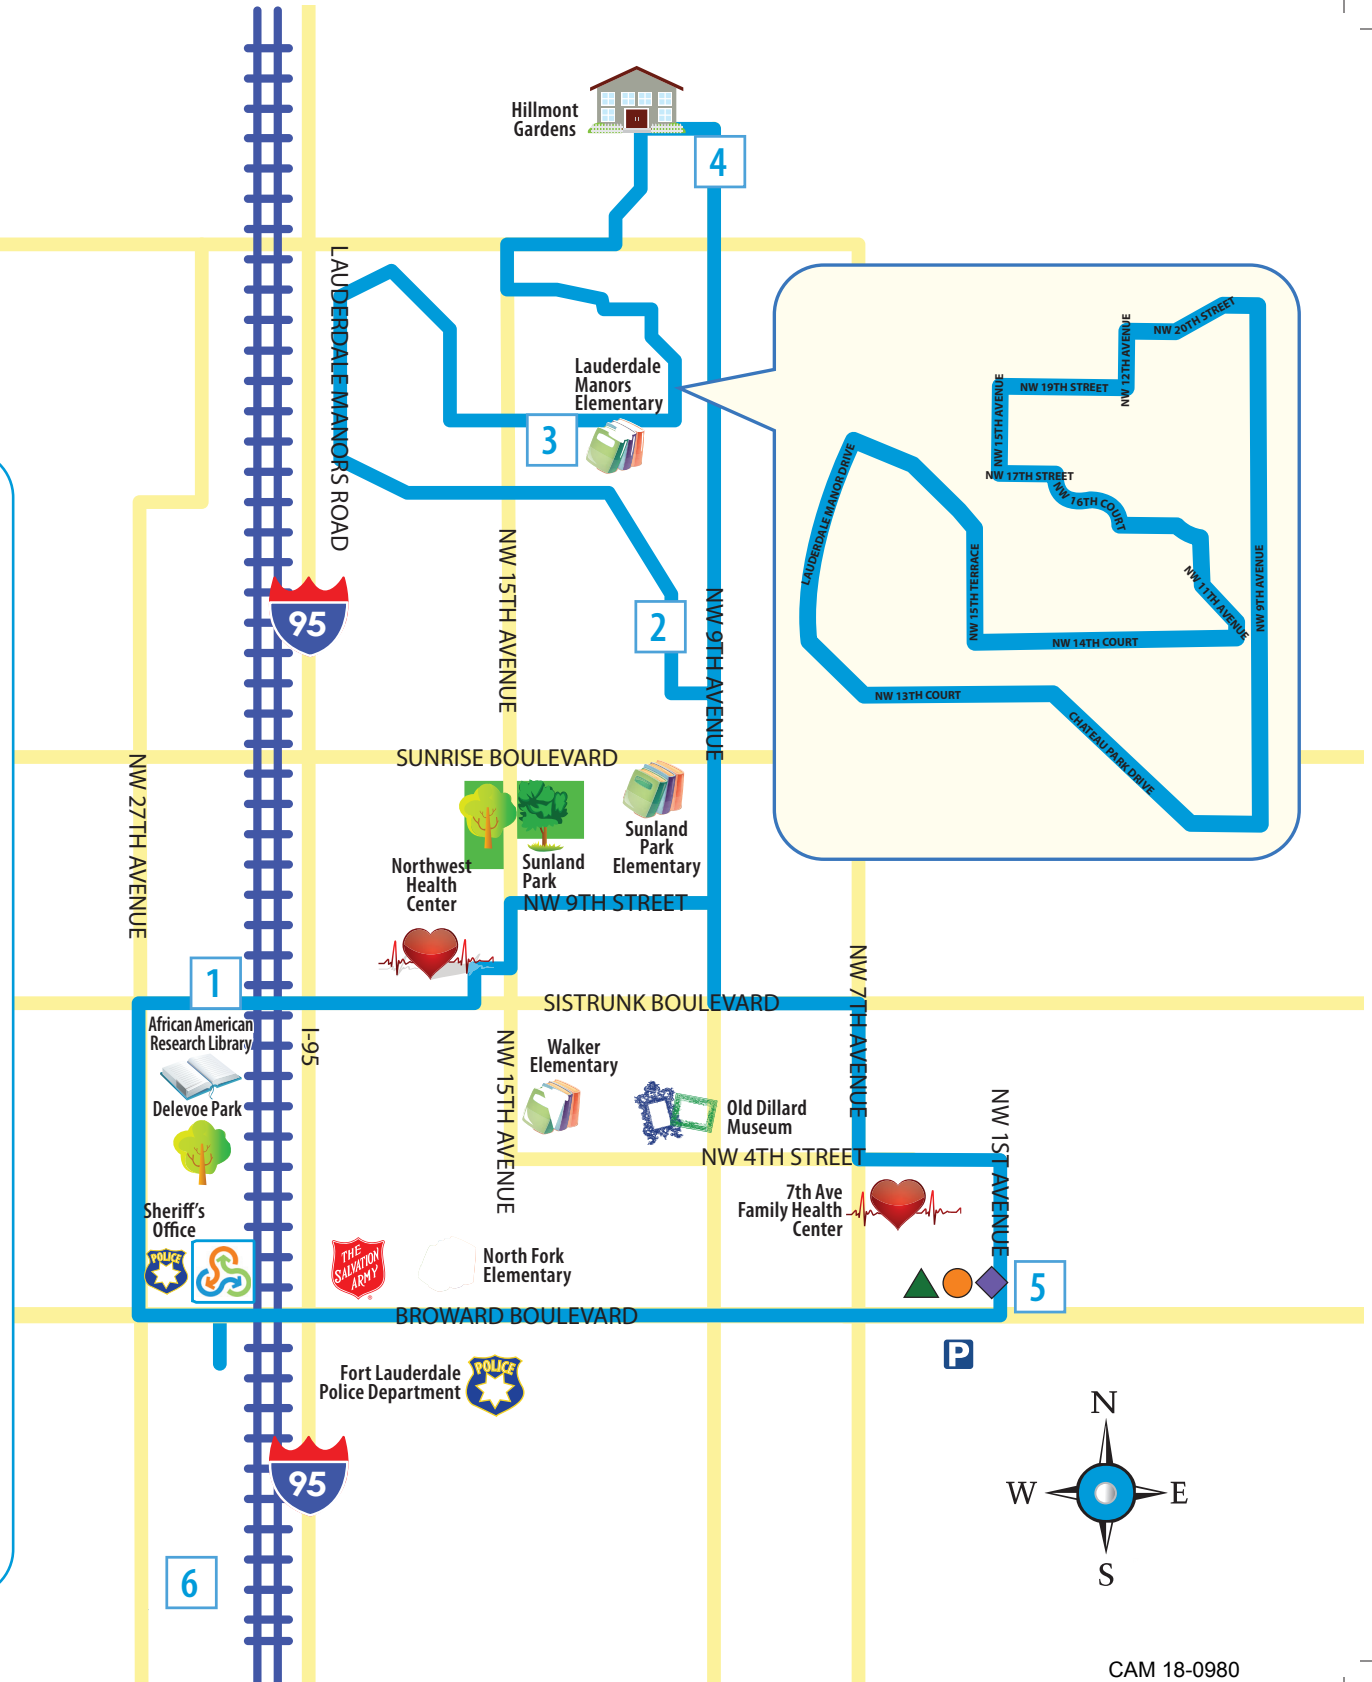 Hillmont
Gardens
4
LAUDERDALE MANORS ROAD
Lauderdale
Manors
Elementary
3
NW 20TH STREET
NW 12TH AVENUE
NW 19TH STREET
NW 15TH AVENUE
NW 17TH STREET
NW 16TH COURT
NW 11TH AVENUE
NW 9TH AVENUE
LAUDERDALE MANOR DRIVE
NW 15TH TERRACE
NW 14TH COURT
NW 13TH COURT
CHATEAU PARK DRIVE
95
NW 15TH AVENUE
2
NW 9TH AVENUE
SUNRISE BOULEVARD
NW 27TH AVENUE
Sunland
Park
Elementary
Northwest
Health
Center
Sunland
Park
NW 9TH STREET
1
NW 7TH AVENUE
SISTRUNK BOULEVARD
African American
Research Library
I-95
NW 15TH AVENUE
Walker
Elementary
Delevoe Park
Old Dillard
Museum
NW 1ST AVENUE
NW 4TH STREET
7th Ave
Family Health
Center
Sheriff's
Office
POLICE
THE
SALVATION
ARMY
North Fork
Elementary
5
BROWARD BOULEVARD
P
Fort Lauderdale
Police Department
POLICE
N
95
W
E
S
6
CAM 18-0980